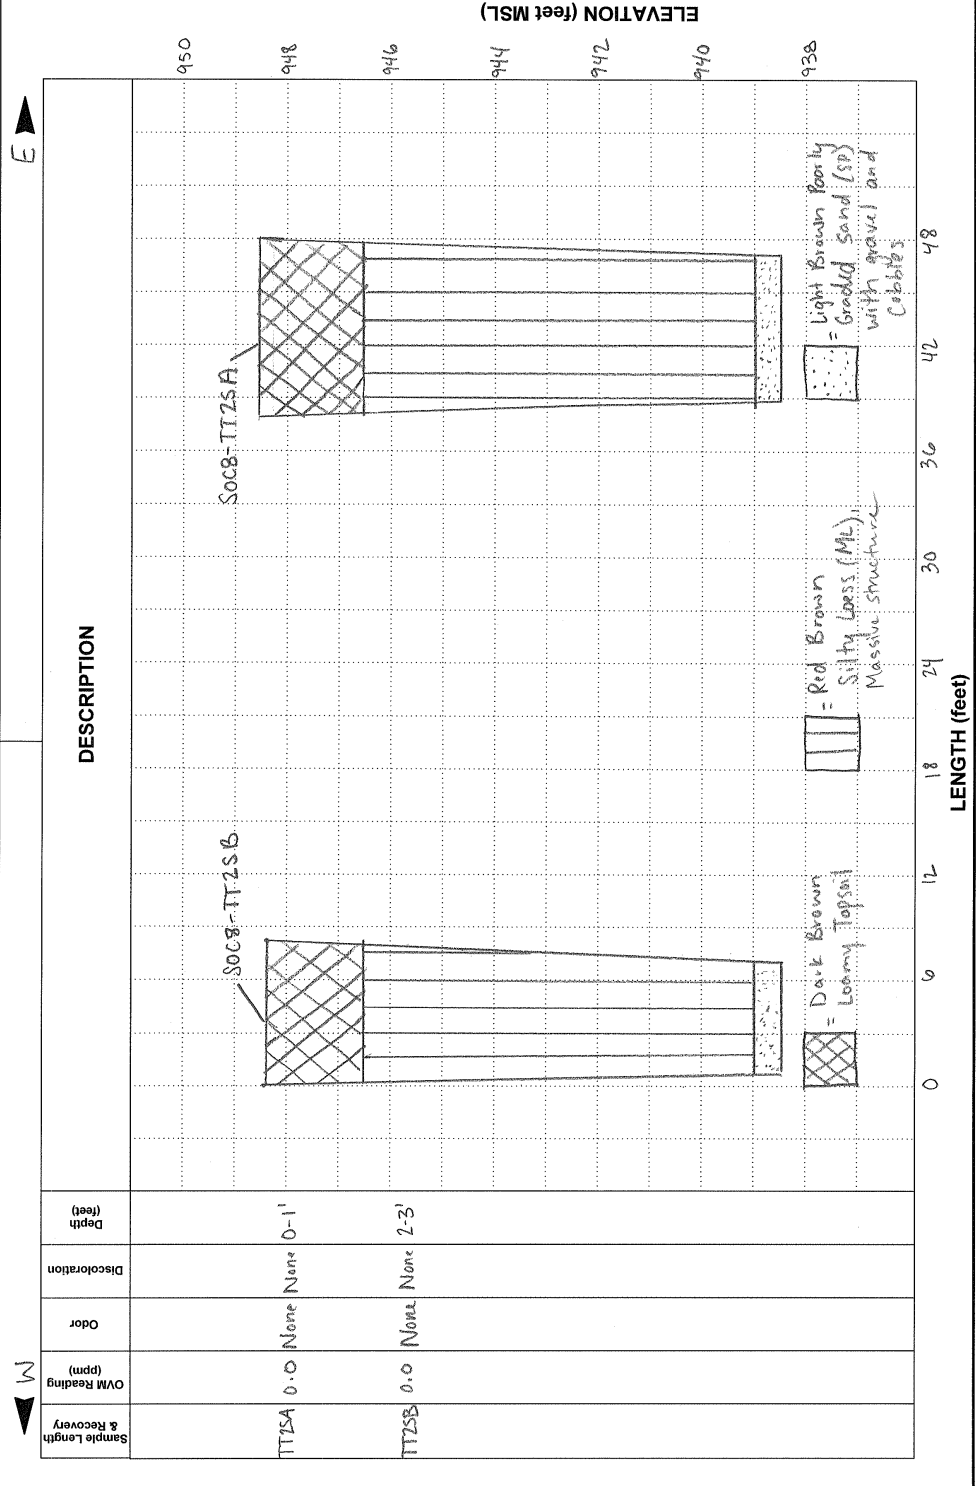 W
E
Sample Length
& Recovery
OVM Reading
(ppm)
Odor
Discoloration
Depth
(feet)
DESCRIPTION
TT2SA 0.0 None None 0-1'
TT2SB 0.0 None None 2-3'
SOC8-TT2SB
SOC8-TT2SA
950
948
946
944
942
940
938
ELEVATION (feet MSL)
= Dark Brown
Loamy Topsoil
= Red Brown
Silty Loess (ML),
Massive structure
= Light Brown Poorly
Graded Sand (SP)
with gravel and
Cobbles
0 6 12 18 24 30 36 42 48
LENGTH (feet)